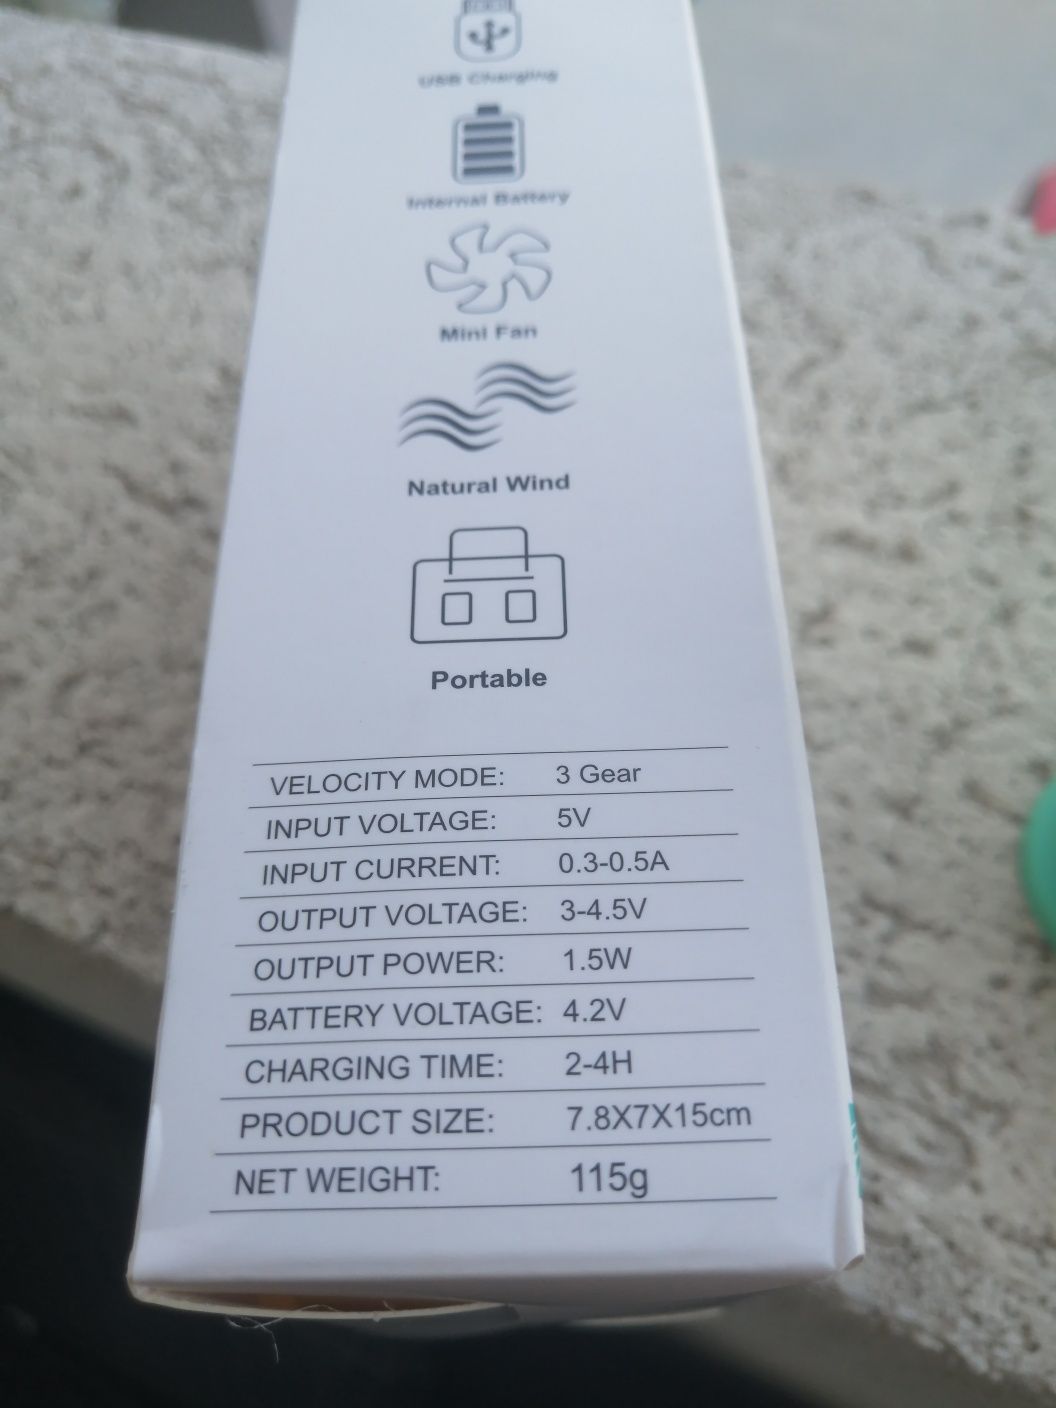 USB Charging
Internal Battery
Mini Fan
Natural Wind
Portable
VELOCITY MODE: 3 Gear
INPUT VOLTAGE: 5V
INPUT CURRENT: 0.3-0.5A
OUTPUT VOLTAGE: 3-4.5V
OUTPUT POWER: 1.5W
BATTERY VOLTAGE: 4.2V
CHARGING TIME: 2-4H
PRODUCT SIZE: 7.8X7X15cm
NET WEIGHT: 115g